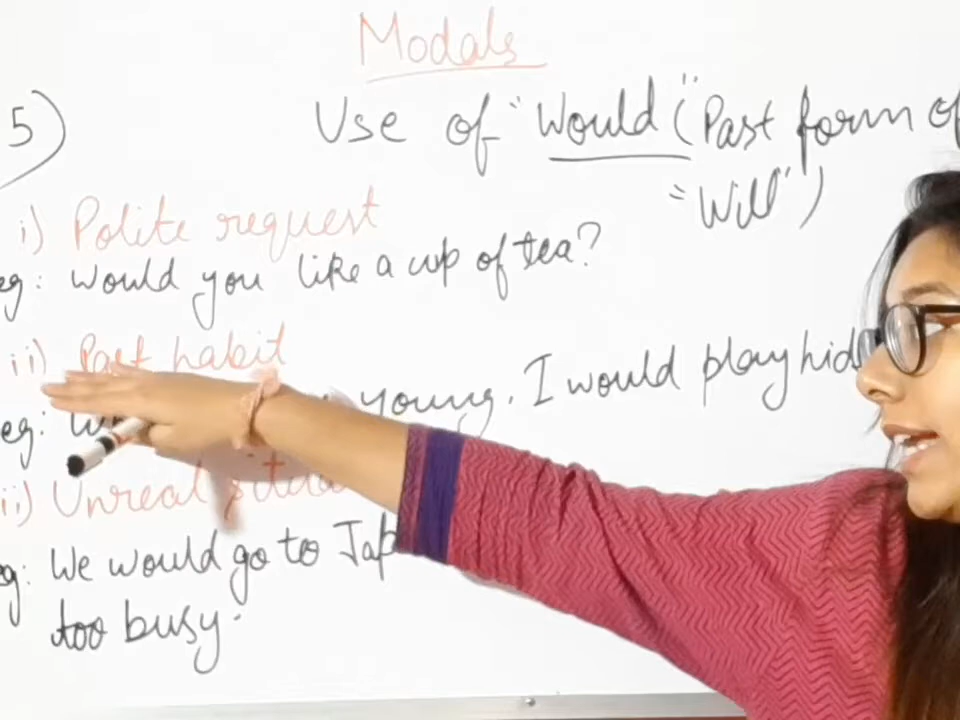 Modals
5)
Use of "Would" (Past form of
"Will")
i) Polite request
eg: Would you like a cup of tea?
ii) Past habit
eg: young, I would play hid
ii) Unreal
eg: We would go to Jap
too busy.